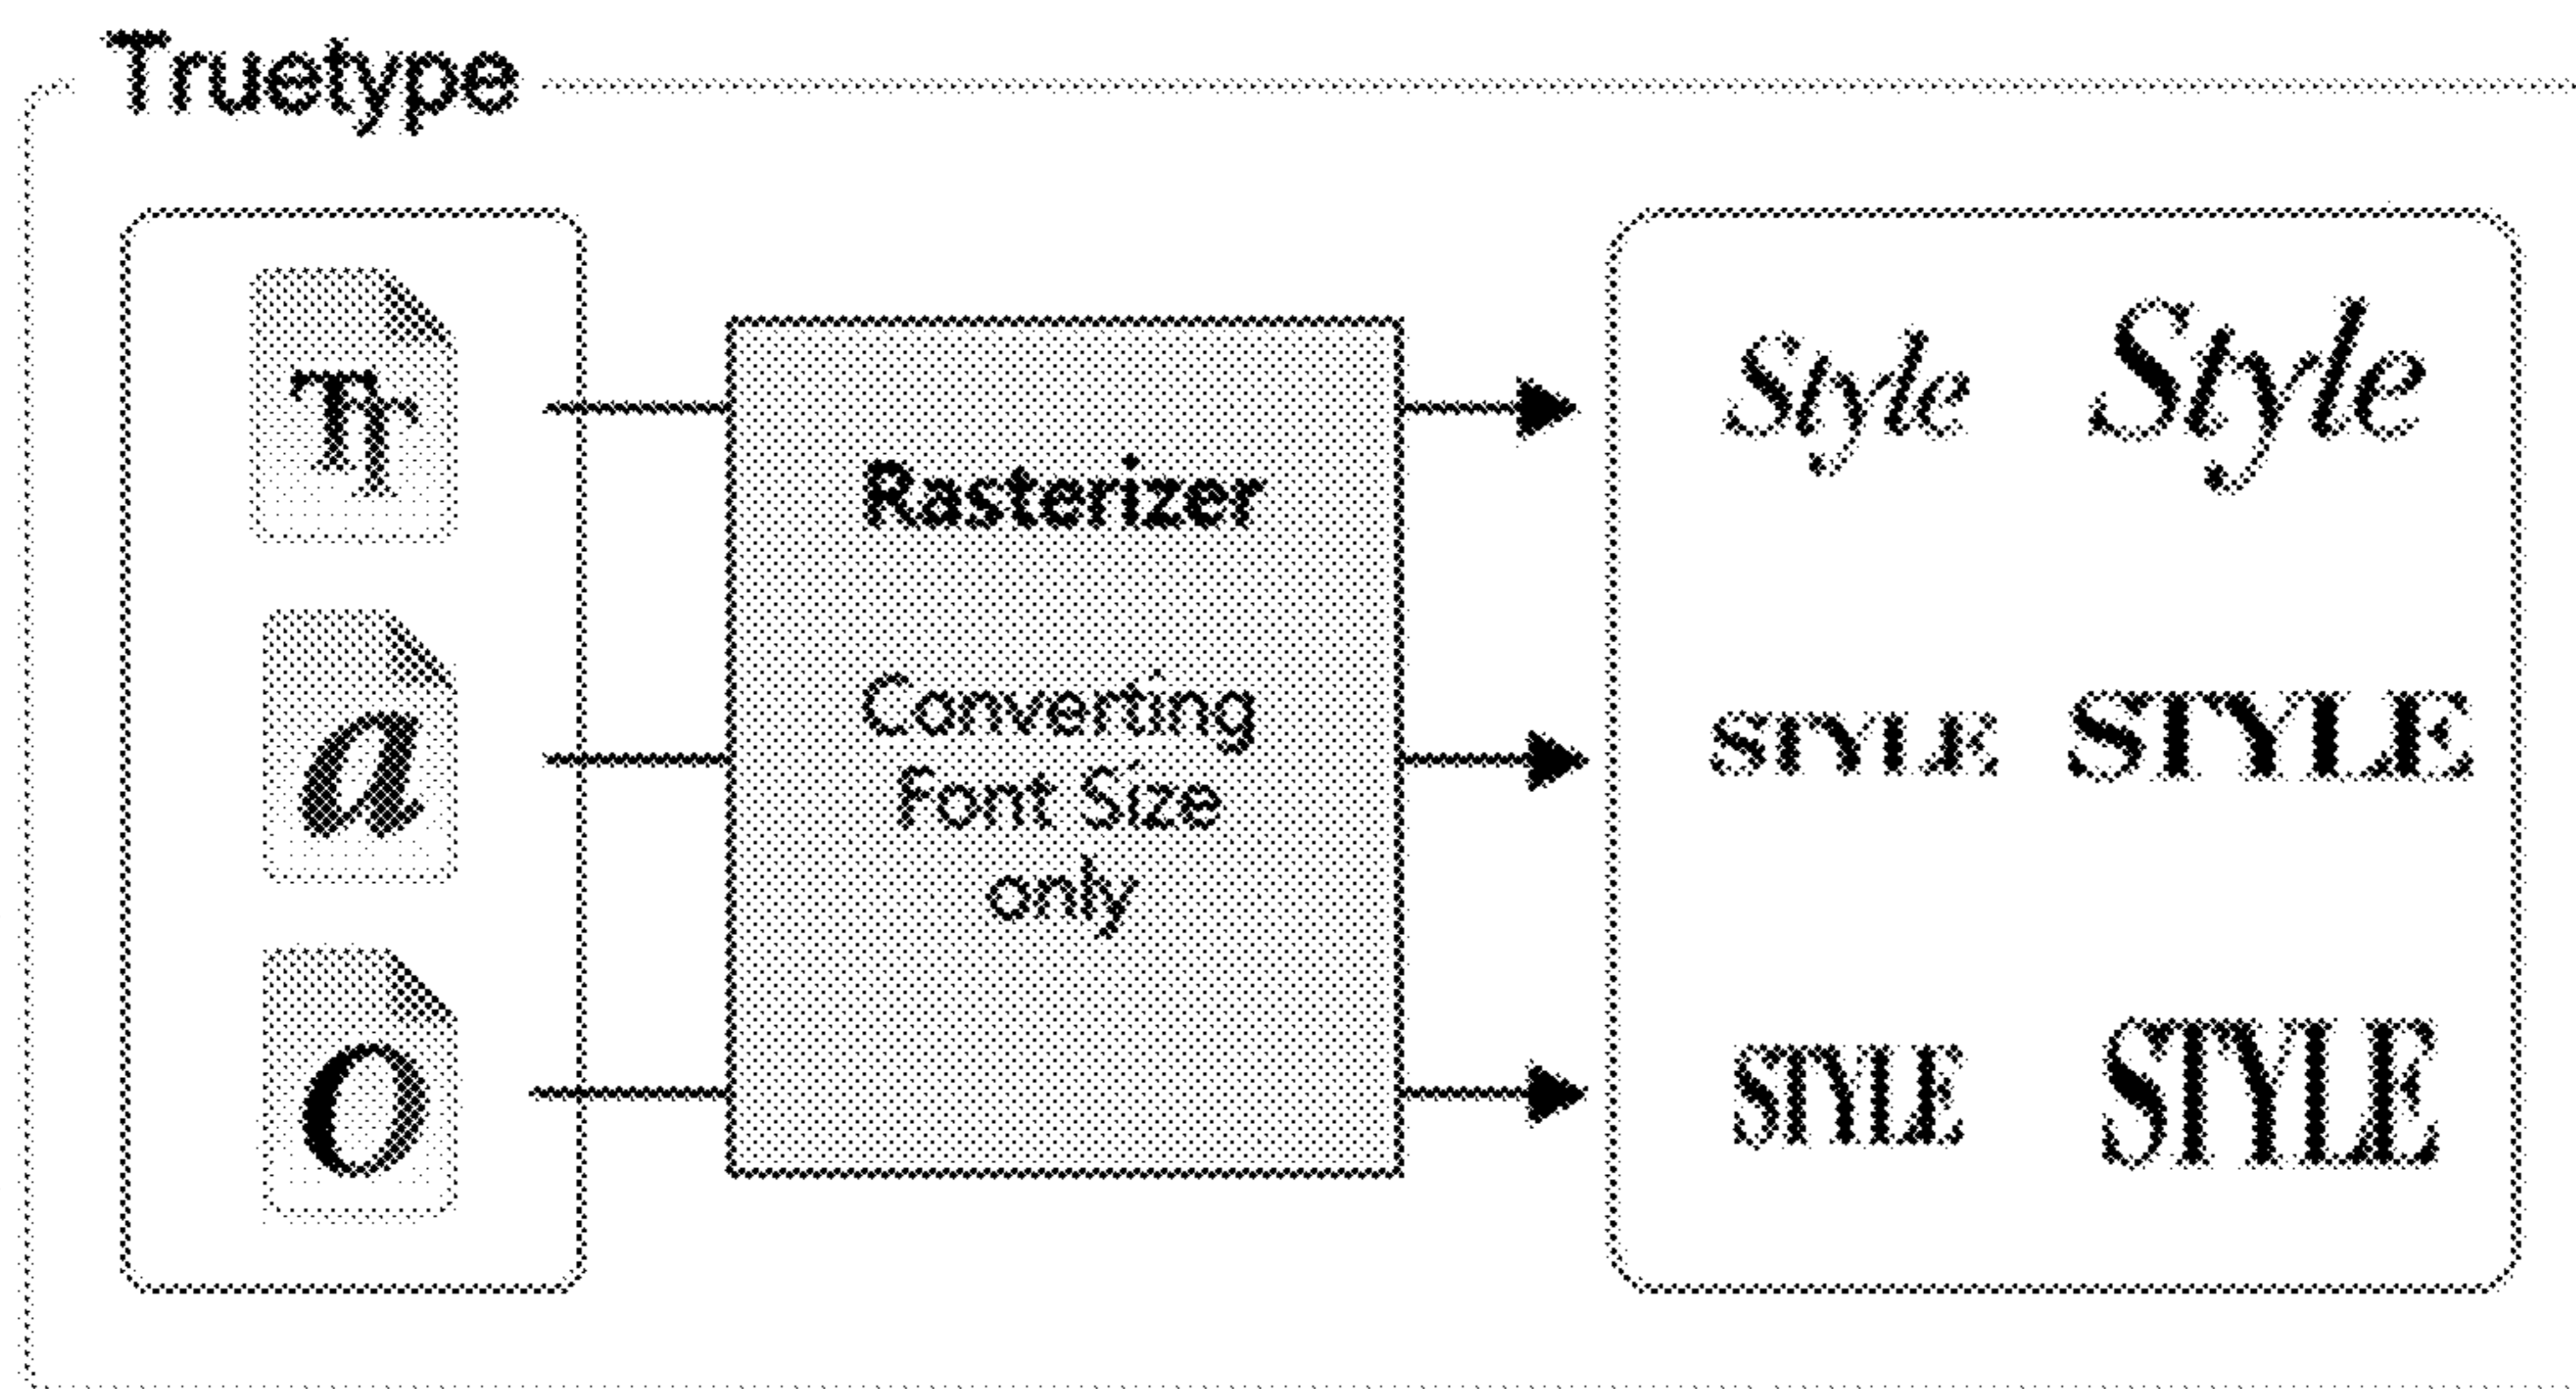 Truetype
Tr
a
O
Rasterizer
Converting
Font Size
only
Style Style
STYLE STYLE
STYLE STYLE